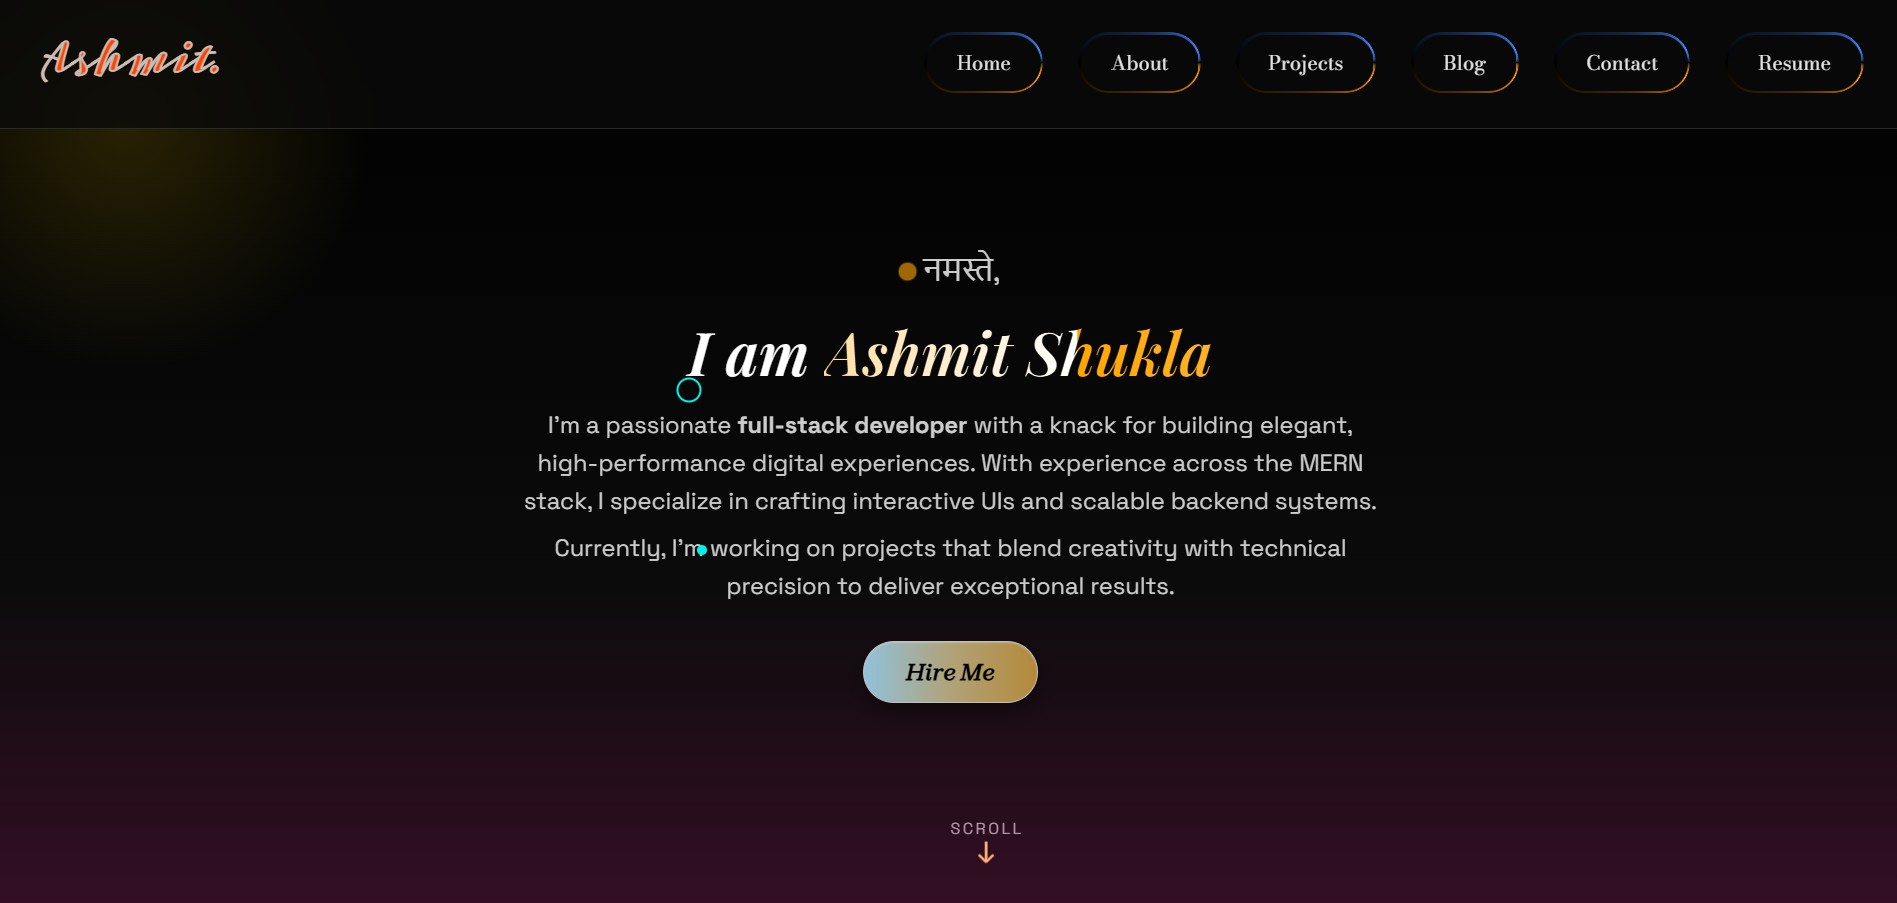 Ashmit.
Home About Projects Blog Contact Resume
नमस्ते,
I am Ashmit Shukla
I'm a passionate full-stack developer with a knack for building elegant,
high-performance digital experiences. With experience across the MERN
stack, I specialize in crafting interactive UIs and scalable backend systems.
Currently, I'm working on projects that blend creativity with technical
precision to deliver exceptional results.
Hire Me
SCROLL